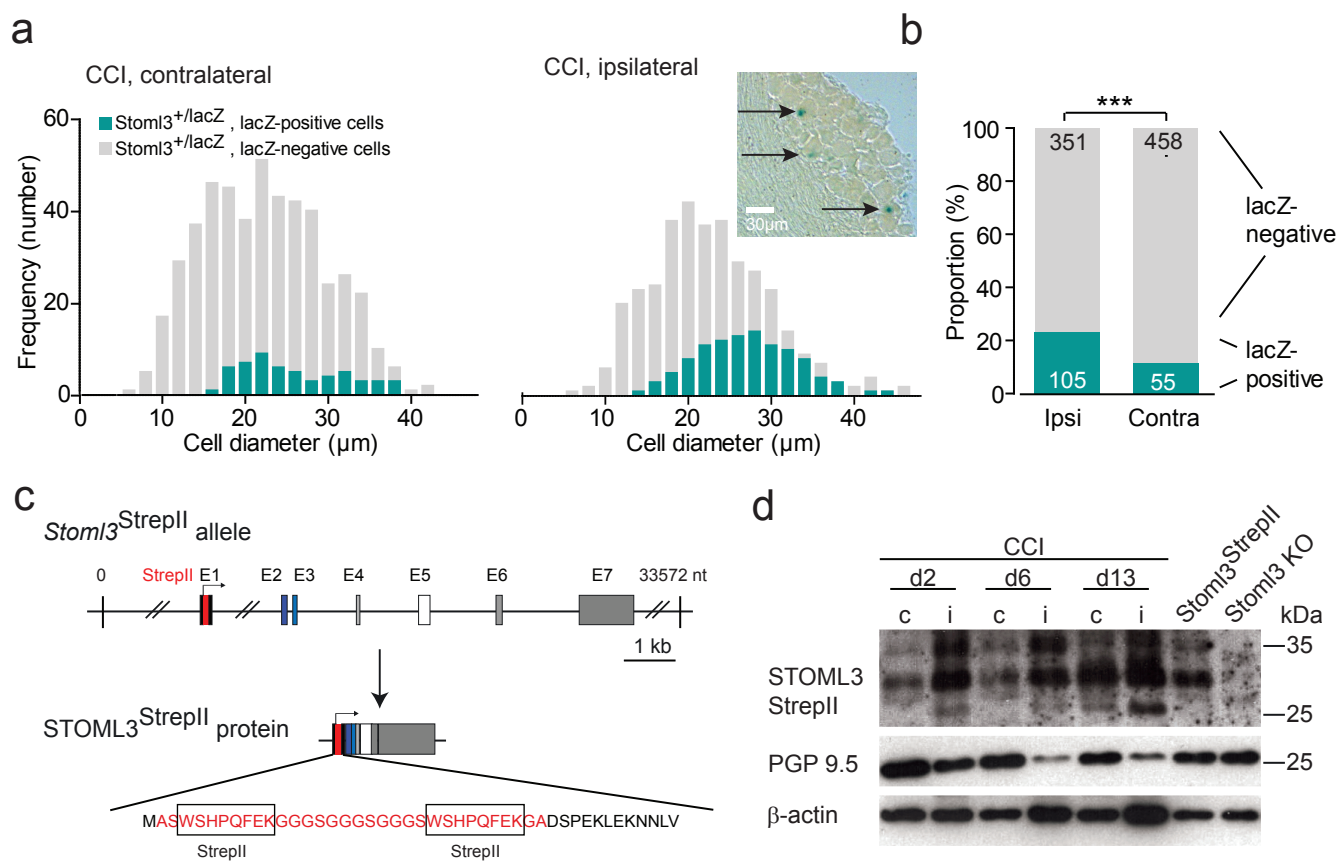 a
CCI, contralateral
Stoml3+/lacZ , lacZ-positive cells
Stoml3+/lacZ , lacZ-negative cells
Frequency (number)
60
40
20
0
0 10 20 30 40
Cell diameter (µm)
CCI, ipsilateral
30µm
0 10 20 30 40
Cell diameter (µm)
b
***
Proportion (%)
100
80
60
40
20
0
351 458
105 55
Ipsi Contra
lacZ-
negative
lacZ-
positive
c
Stoml3StrepII allele
0 StrepII E1 E2 E3 E4 E5 E6 E7 33572 nt
1 kb
STOML3StrepII protein
MASWSHPQFEKGGGSGGGSGGGSWSHPQFEKGADSPEKLEKNNLV
StrepII StrepII
d
CCI
d2 d6 d13 Stoml3StrepII Stoml3 KO
c i c i c i kDa
STOML3
StrepII
35
25
PGP 9.5 25
β-actin